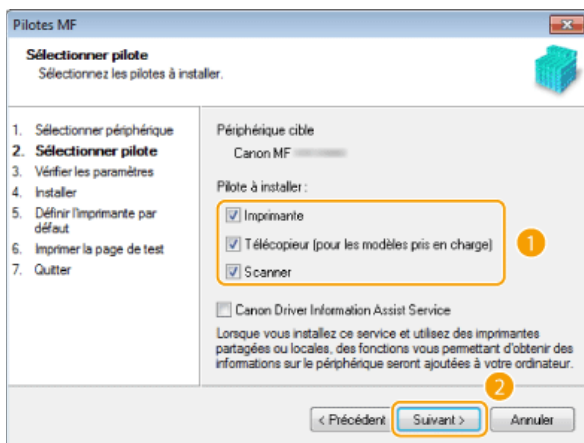 Pilotes MF
Sélectionner pilote
Sélectionnez les pilotes à installer.
1. Sélectionner périphérique
2. Sélectionner pilote
3. Vérifier les paramètres
4. Installer
5. Définir l'imprimante par
défaut
6. Imprimer la page de test
7. Quitter
Périphérique cible
Canon MF
Pilote à installer :
Imprimante
Télécopieur (pour les modèles pris en charge)
Scanner
1
Canon Driver Information Assist Service
Lorsque vous installez ce service et utilisez des imprimantes
partagées ou locales, des fonctions vous permettant d'obtenir des
informations sur le périphérique seront ajoutées à votre ordinateur.
2
< Précédent
Suivant >
Annuler